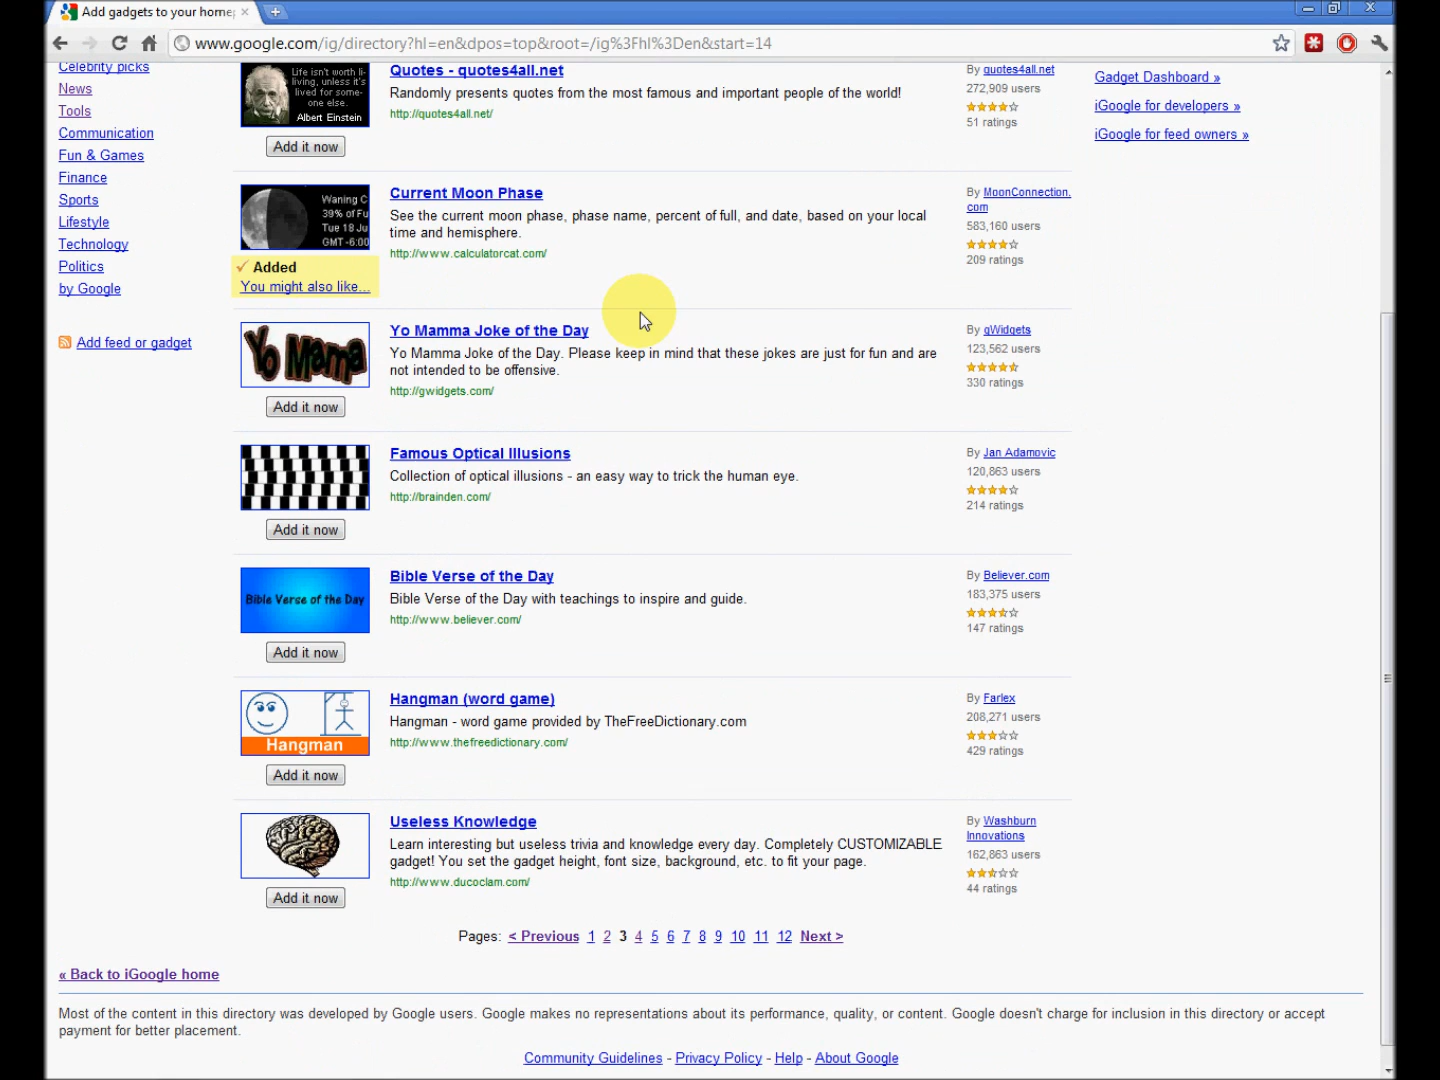 Add gadgets to your home
www.google.com/ig/directory?hl=en&dpos=top&root=/ig%3Fhl%3Den&start=14
Celebrity picks
News
Tools
Communication
Fun & Games
Finance
Sports
Lifestyle
Technology
Politics
by Google
Add feed or gadget
Life isn't worth li-
ving, unless it's
lived for some-
one else.
Albert Einstein
Add it now
Quotes - quotes4all.net
Randomly presents quotes from the most famous and important people of the world!
http://quotes4all.net/
By quotes4all.net
272,909 users
51 ratings
Gadget Dashboard »
iGoogle for developers »
iGoogle for feed owners »
Waning C
39% of Fu
Tue 18 Ju
GMT -6:00
Added
You might also like...
Current Moon Phase
See the current moon phase, phase name, percent of full, and date, based on your local
time and hemisphere.
http://www.calculatorcat.com/
By MoonConnection.
com
583,160 users
209 ratings
Yo Mama
Add it now
Yo Mamma Joke of the Day
Yo Mamma Joke of the Day. Please keep in mind that these jokes are just for fun and are
not intended to be offensive.
http://gwidgets.com/
By gWidgets
123,562 users
330 ratings
Add it now
Famous Optical Illusions
Collection of optical illusions - an easy way to trick the human eye.
http://brainden.com/
By Jan Adamovic
120,863 users
214 ratings
Bible Verse of the Day
Add it now
Bible Verse of the Day
Bible Verse of the Day with teachings to inspire and guide.
http://www.believer.com/
By Believer.com
183,375 users
147 ratings
Hangman
Add it now
Hangman (word game)
Hangman - word game provided by TheFreeDictionary.com
http://www.thefreedictionary.com/
By Farlex
208,271 users
429 ratings
Add it now
Useless Knowledge
Learn interesting but useless trivia and knowledge every day. Completely CUSTOMIZABLE
gadget! You set the gadget height, font size, background, etc. to fit your page.
http://www.ducoclam.com/
By Washburn
Innovations
162,863 users
44 ratings
Pages: < Previous 1 2 3 4 5 6 7 8 9 10 11 12 Next >
« Back to iGoogle home
Most of the content in this directory was developed by Google users. Google makes no representations about its performance, quality, or content. Google doesn't charge for inclusion in this directory or accept
payment for better placement.
Community Guidelines - Privacy Policy - Help - About Google